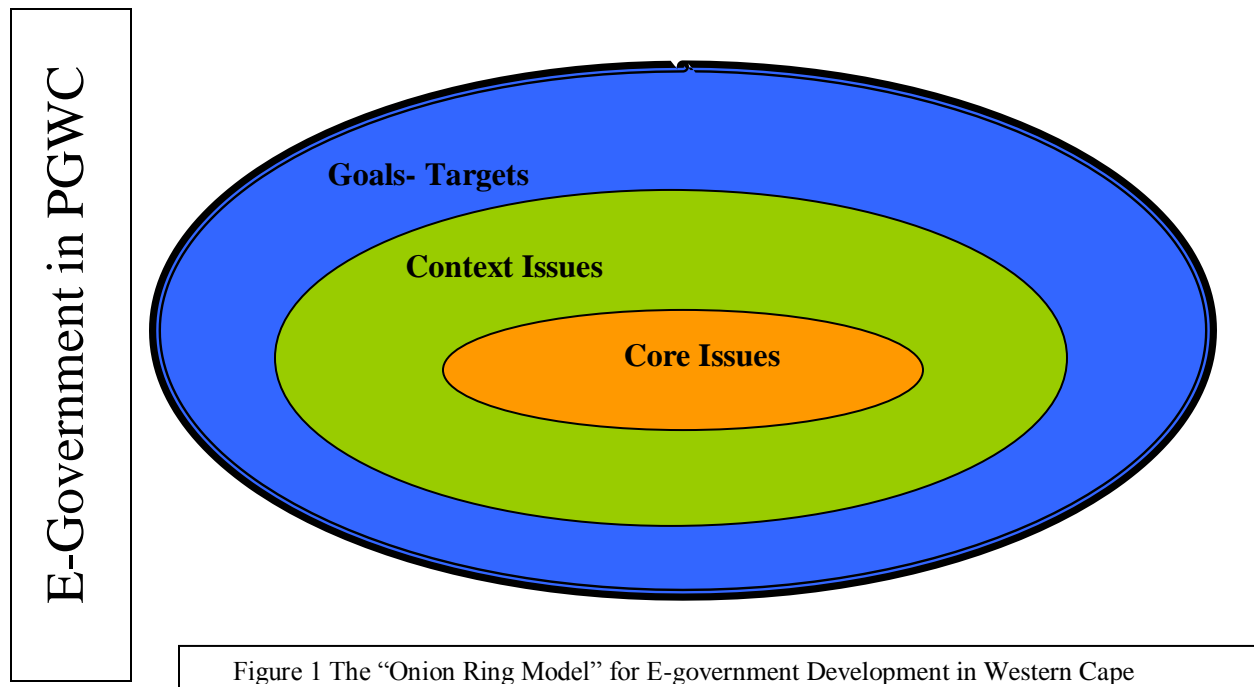 E-Government in PGWC
Goals- Targets
Context Issues
Core Issues
Figure 1 The “Onion Ring Model” for E-government Development in Western Cape